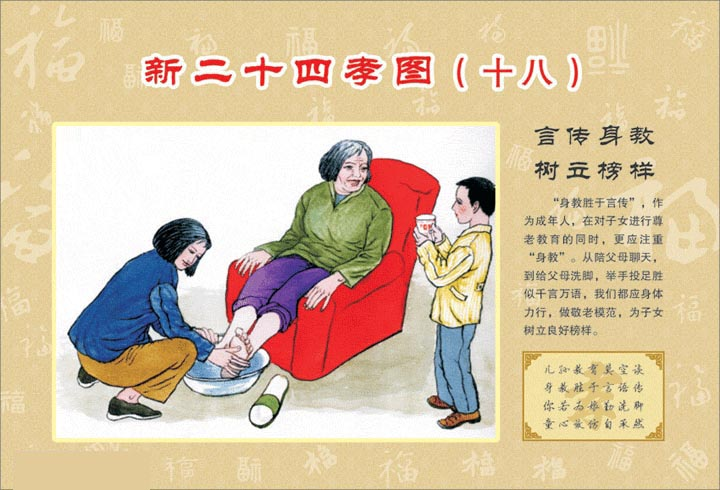 新二十四孝图（十八）
言传身教
树立榜样
“身教胜于言传”，作
为成年人，在对子女进行尊
老教育的同时，更应注重
“身教”。从陪父母聊天，
到给父母洗脚，举手投足胜
似千言万语，我们都应身体
力行，做敬老模范，为子女
树立良好榜样。
儿孙教育莫空谈
身教胜于言语传
你若为娘勤洗脚
童心效仿自采然